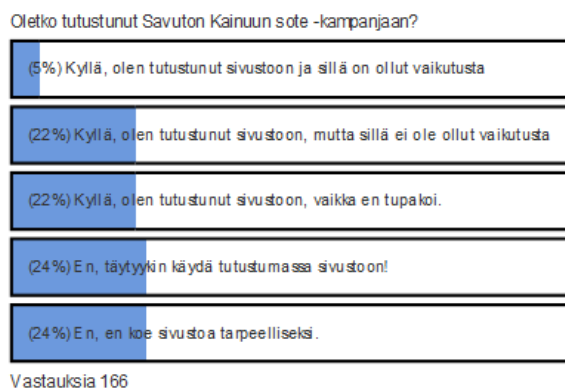 Oletko tutustunut Savuton Kainuun sote -kampanjaan?
(5%) Kyllä, olen tutustunut sivustoon ja sillä on ollut vaikutusta
(22%) Kyllä, olen tutustunut sivustoon, mutta sillä ei ole ollut vaikutusta
(22%) Kyllä, olen tutustunut sivustoon, vaikka en tupakoi.
(24%) En, täytyykin käydä tutustumassa sivustoon!
(24%) En, en koe sivustoa tarpeelliseksi.
Vastauksia 166